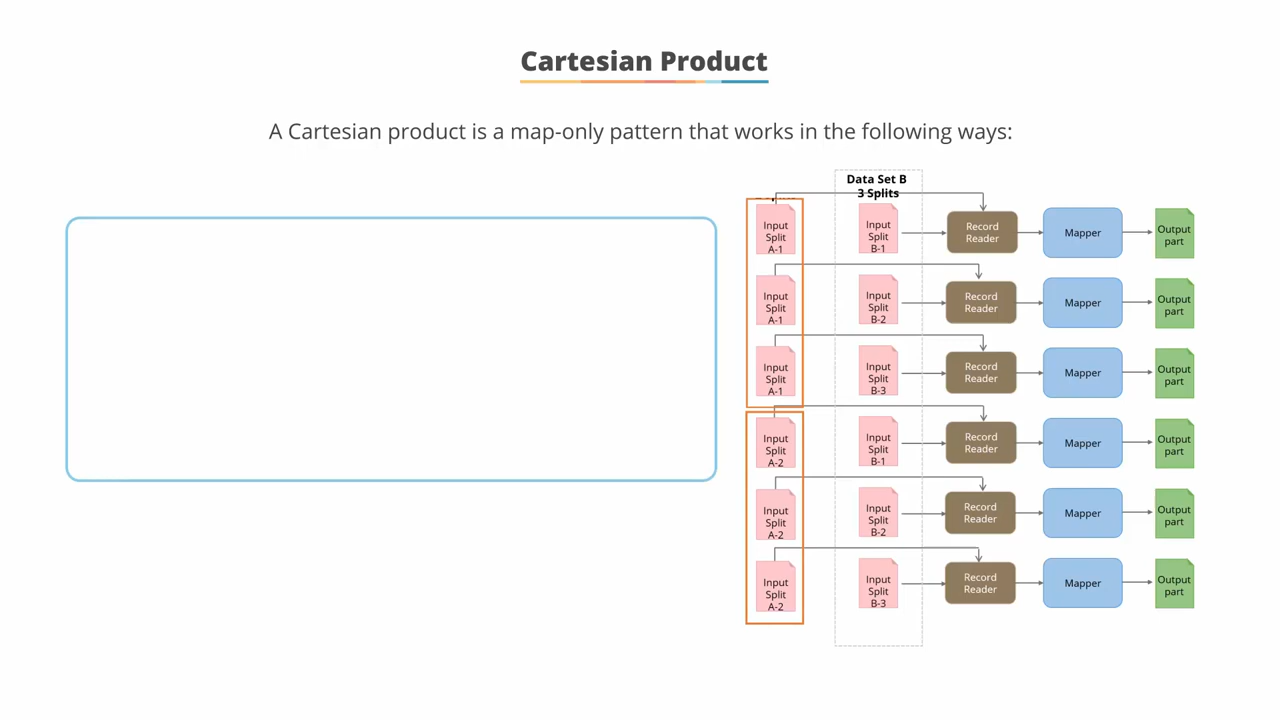 Cartesian Product
A Cartesian product is a map-only pattern that works in the following ways:
Data Set B
3 Splits
Input
Split
A-1
Input
Split
B-1
Record
Reader
Mapper
Output
part
Input
Split
A-1
Input
Split
B-2
Record
Reader
Mapper
Output
part
Input
Split
A-1
Input
Split
B-3
Record
Reader
Mapper
Output
part
Input
Split
A-2
Input
Split
B-1
Record
Reader
Mapper
Output
part
Input
Split
A-2
Input
Split
B-2
Record
Reader
Mapper
Output
part
Input
Split
A-2
Input
Split
B-3
Record
Reader
Mapper
Output
part